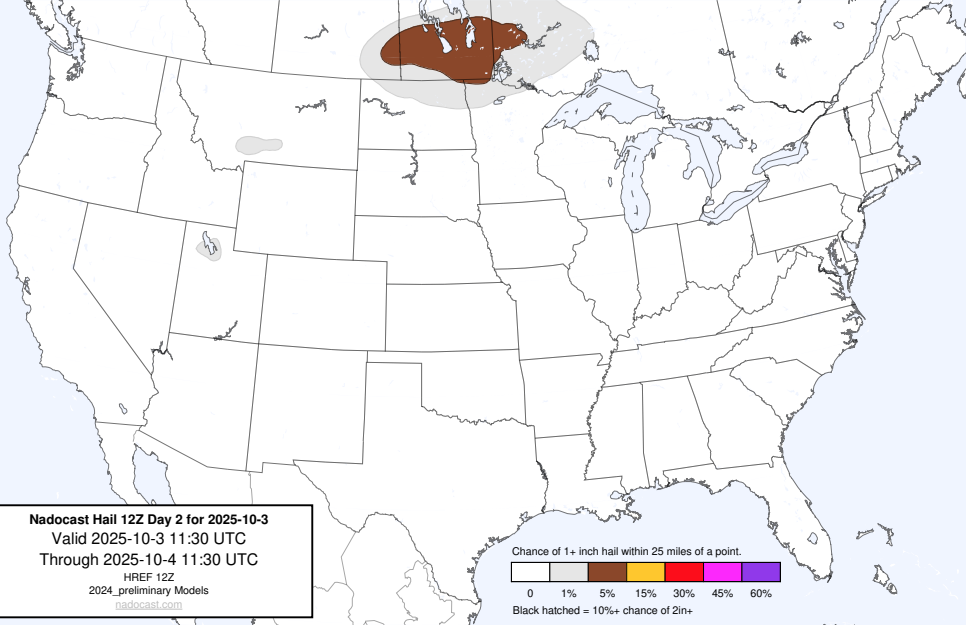 Nadocast Hail 12Z Day 2 for 2025-10-3
Valid 2025-10-3 11:30 UTC
Through 2025-10-4 11:30 UTC
HREF 12Z
2024_preliminary Models
nadocast.com
Chance of 1+ inch hail within 25 miles of a point.
0 1% 5% 15% 30% 45% 60%
Black hatched = 10%+ chance of 2in+